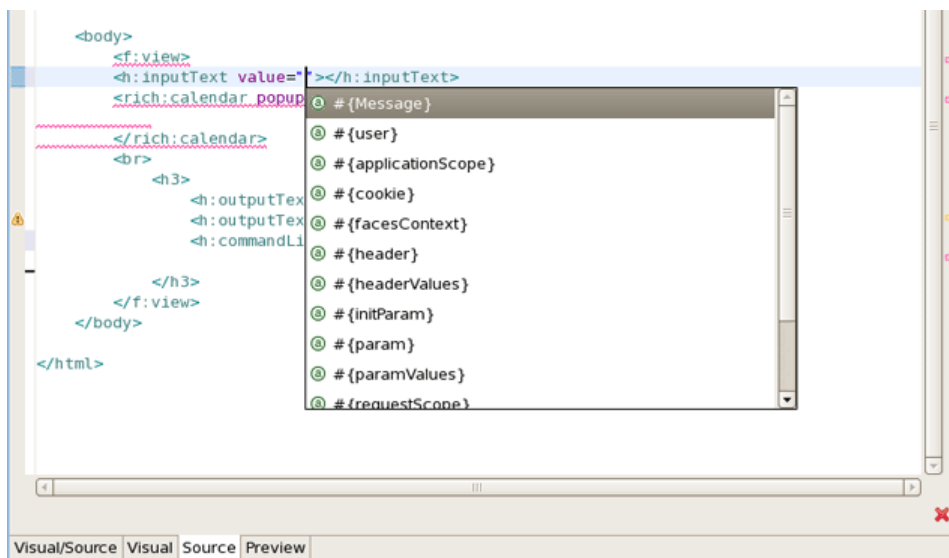 <body>
<f:view>
<h:inputText value=""></h:inputText>
<rich:calendar popup
</rich:calendar>
<br>
<h3>
<h:outputTex
<h:outputTex
<h:commandLi
</h3>
</f:view>
</body>
</html>
#{Message}
#{user}
#{applicationScope}
#{cookie}
#{facesContext}
#{header}
#{headerValues}
#{initParam}
#{param}
#{paramValues}
#{requestScope}
Visual/Source Visual Source Preview